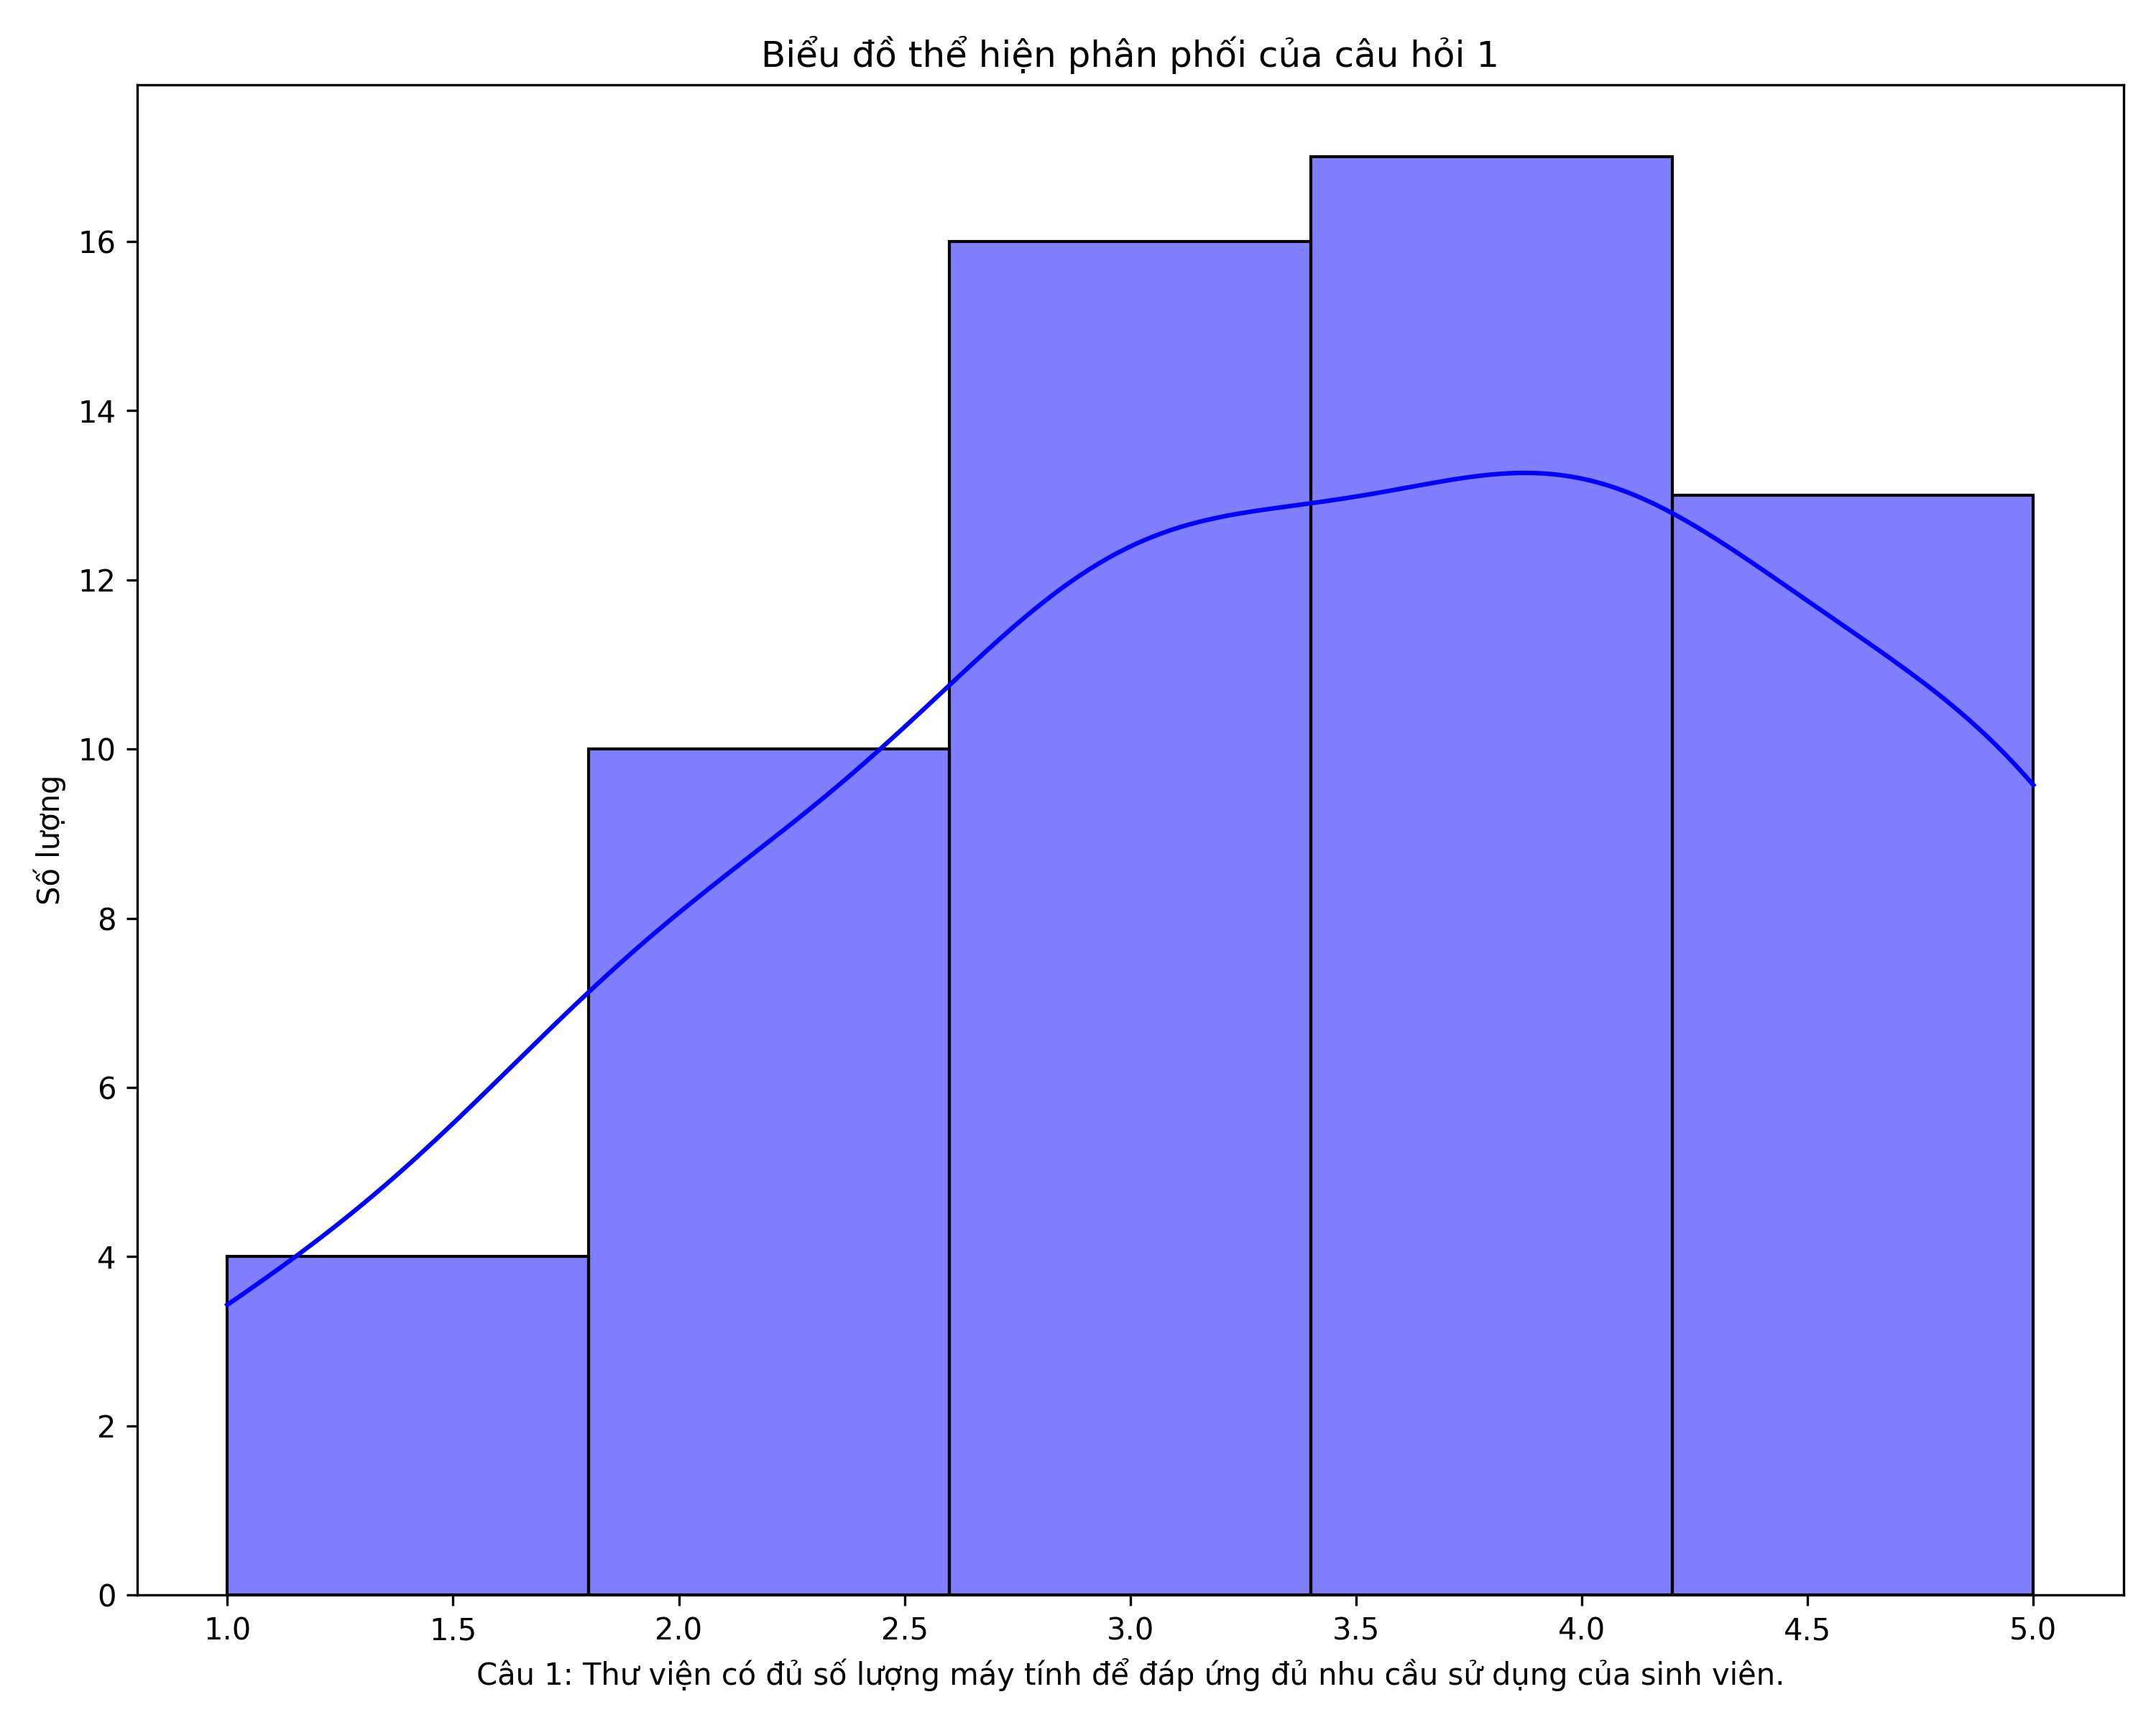 Biểu đồ thể hiện phân phối của câu hỏi 1
Số lượng
16
14
12
10
8
6
4
2
0
1.0 1.5 2.0 2.5 3.0 3.5 4.0 4.5 5.0
Câu 1: Thư viện có đủ số lượng máy tính để đáp ứng đủ nhu cầu sử dụng của sinh viên.